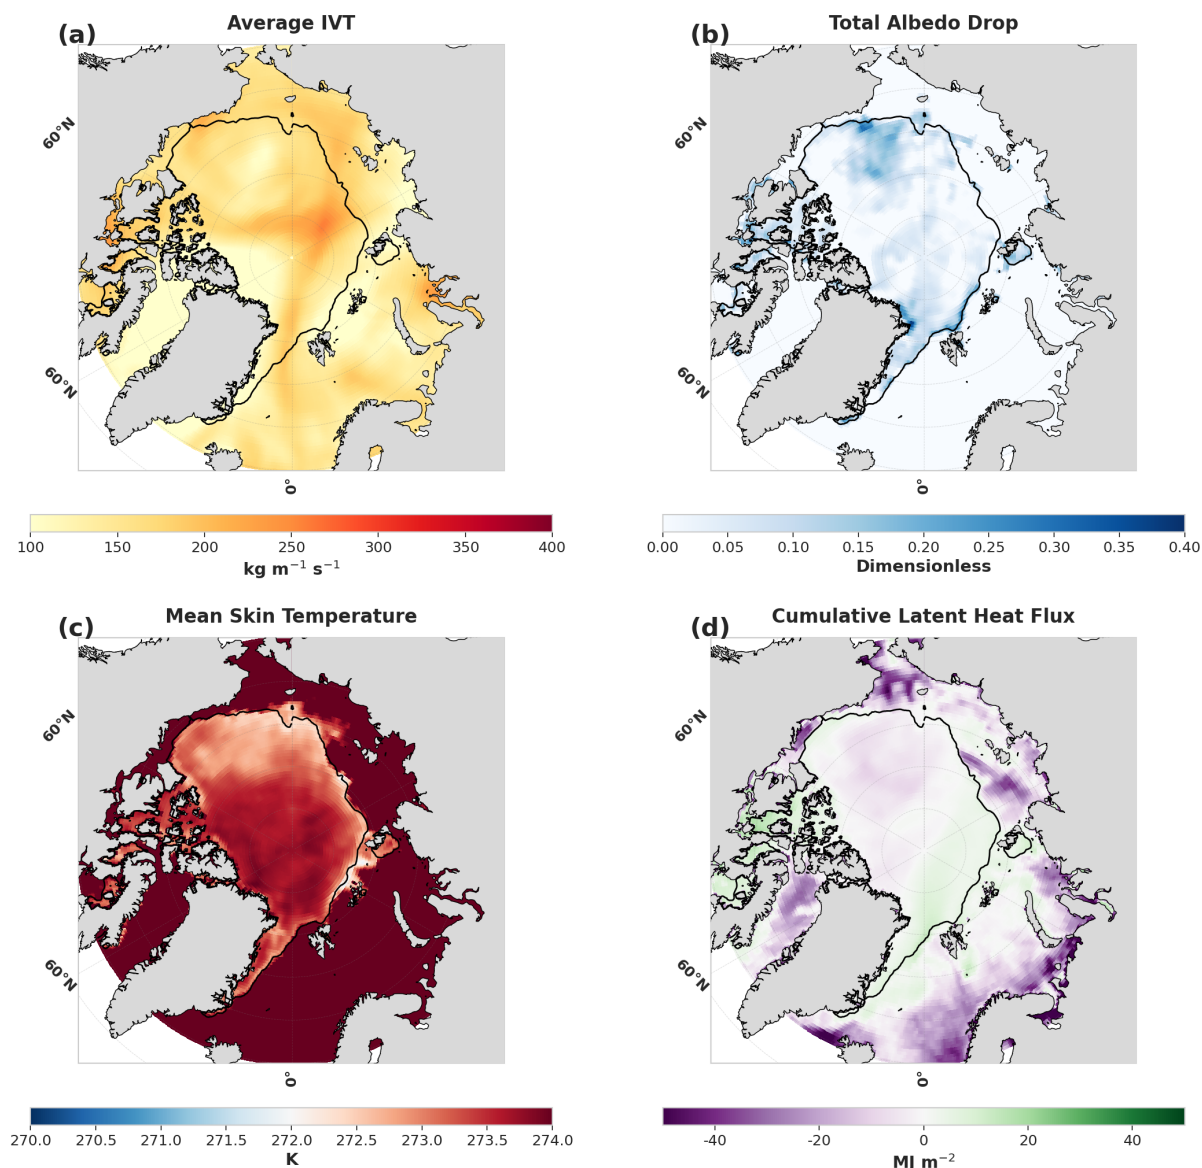 (a) Average IVT
(b) Total Albedo Drop
60°N
60°N
0°
60°N
60°N
0°
100 150 200 250 300 350 400
kg m⁻¹ s⁻¹
0.00 0.05 0.10 0.15 0.20 0.25 0.30 0.35 0.40
Dimensionless
(c) Mean Skin Temperature
(d) Cumulative Latent Heat Flux
60°N
60°N
0°
60°N
60°N
0°
270.0 270.5 271.0 271.5 272.0 272.5 273.0 273.5 274.0
K
-40 -20 0 20 40
MJ m⁻²